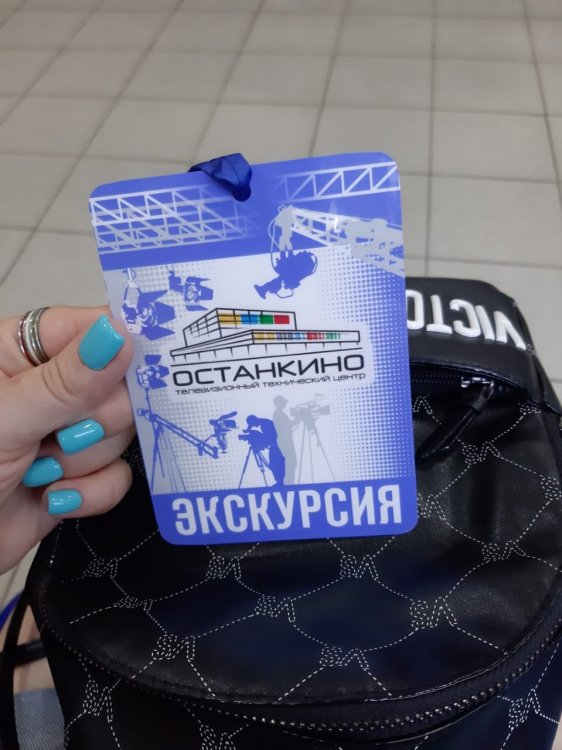 ОСТАНКИНО
ТЕЛЕВИЗИОННЫЙ ТЕХНИЧЕСКИЙ ЦЕНТР
ЭКСКУРСИЯ
VICTO